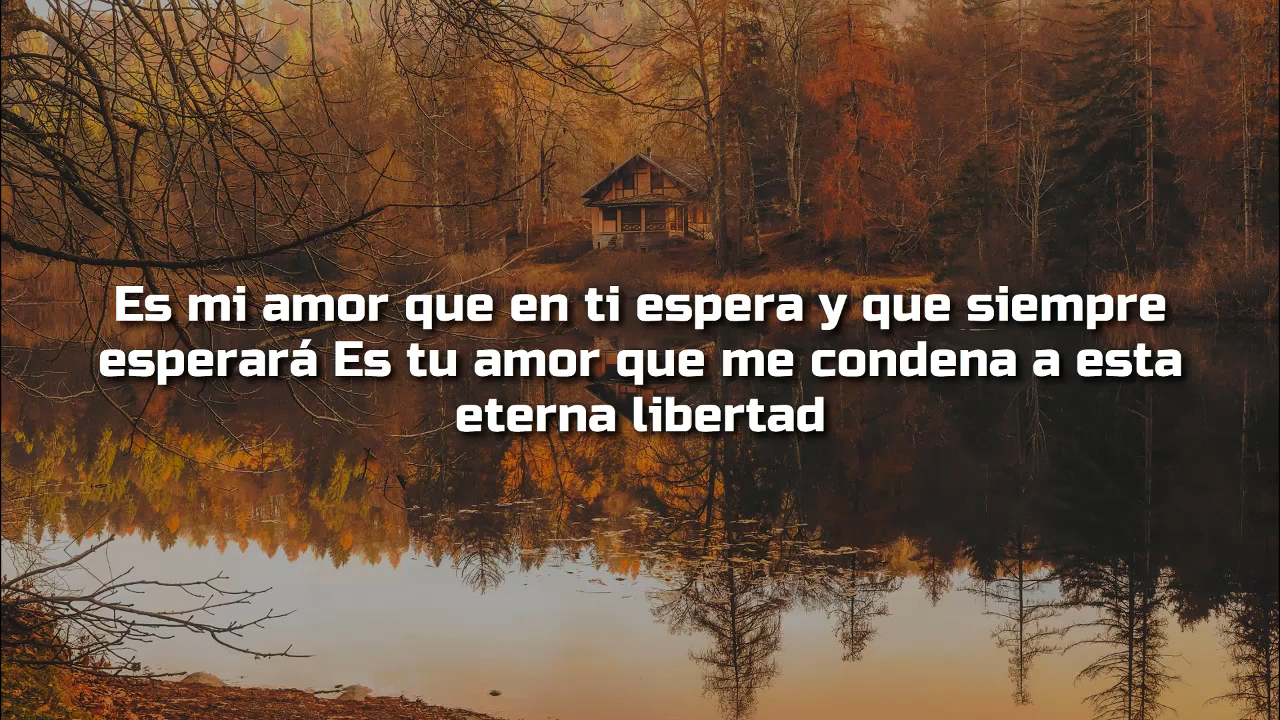 Es mi amor que en ti espera y que siempre
esperará Es tu amor que me condena a esta
eterna libertad